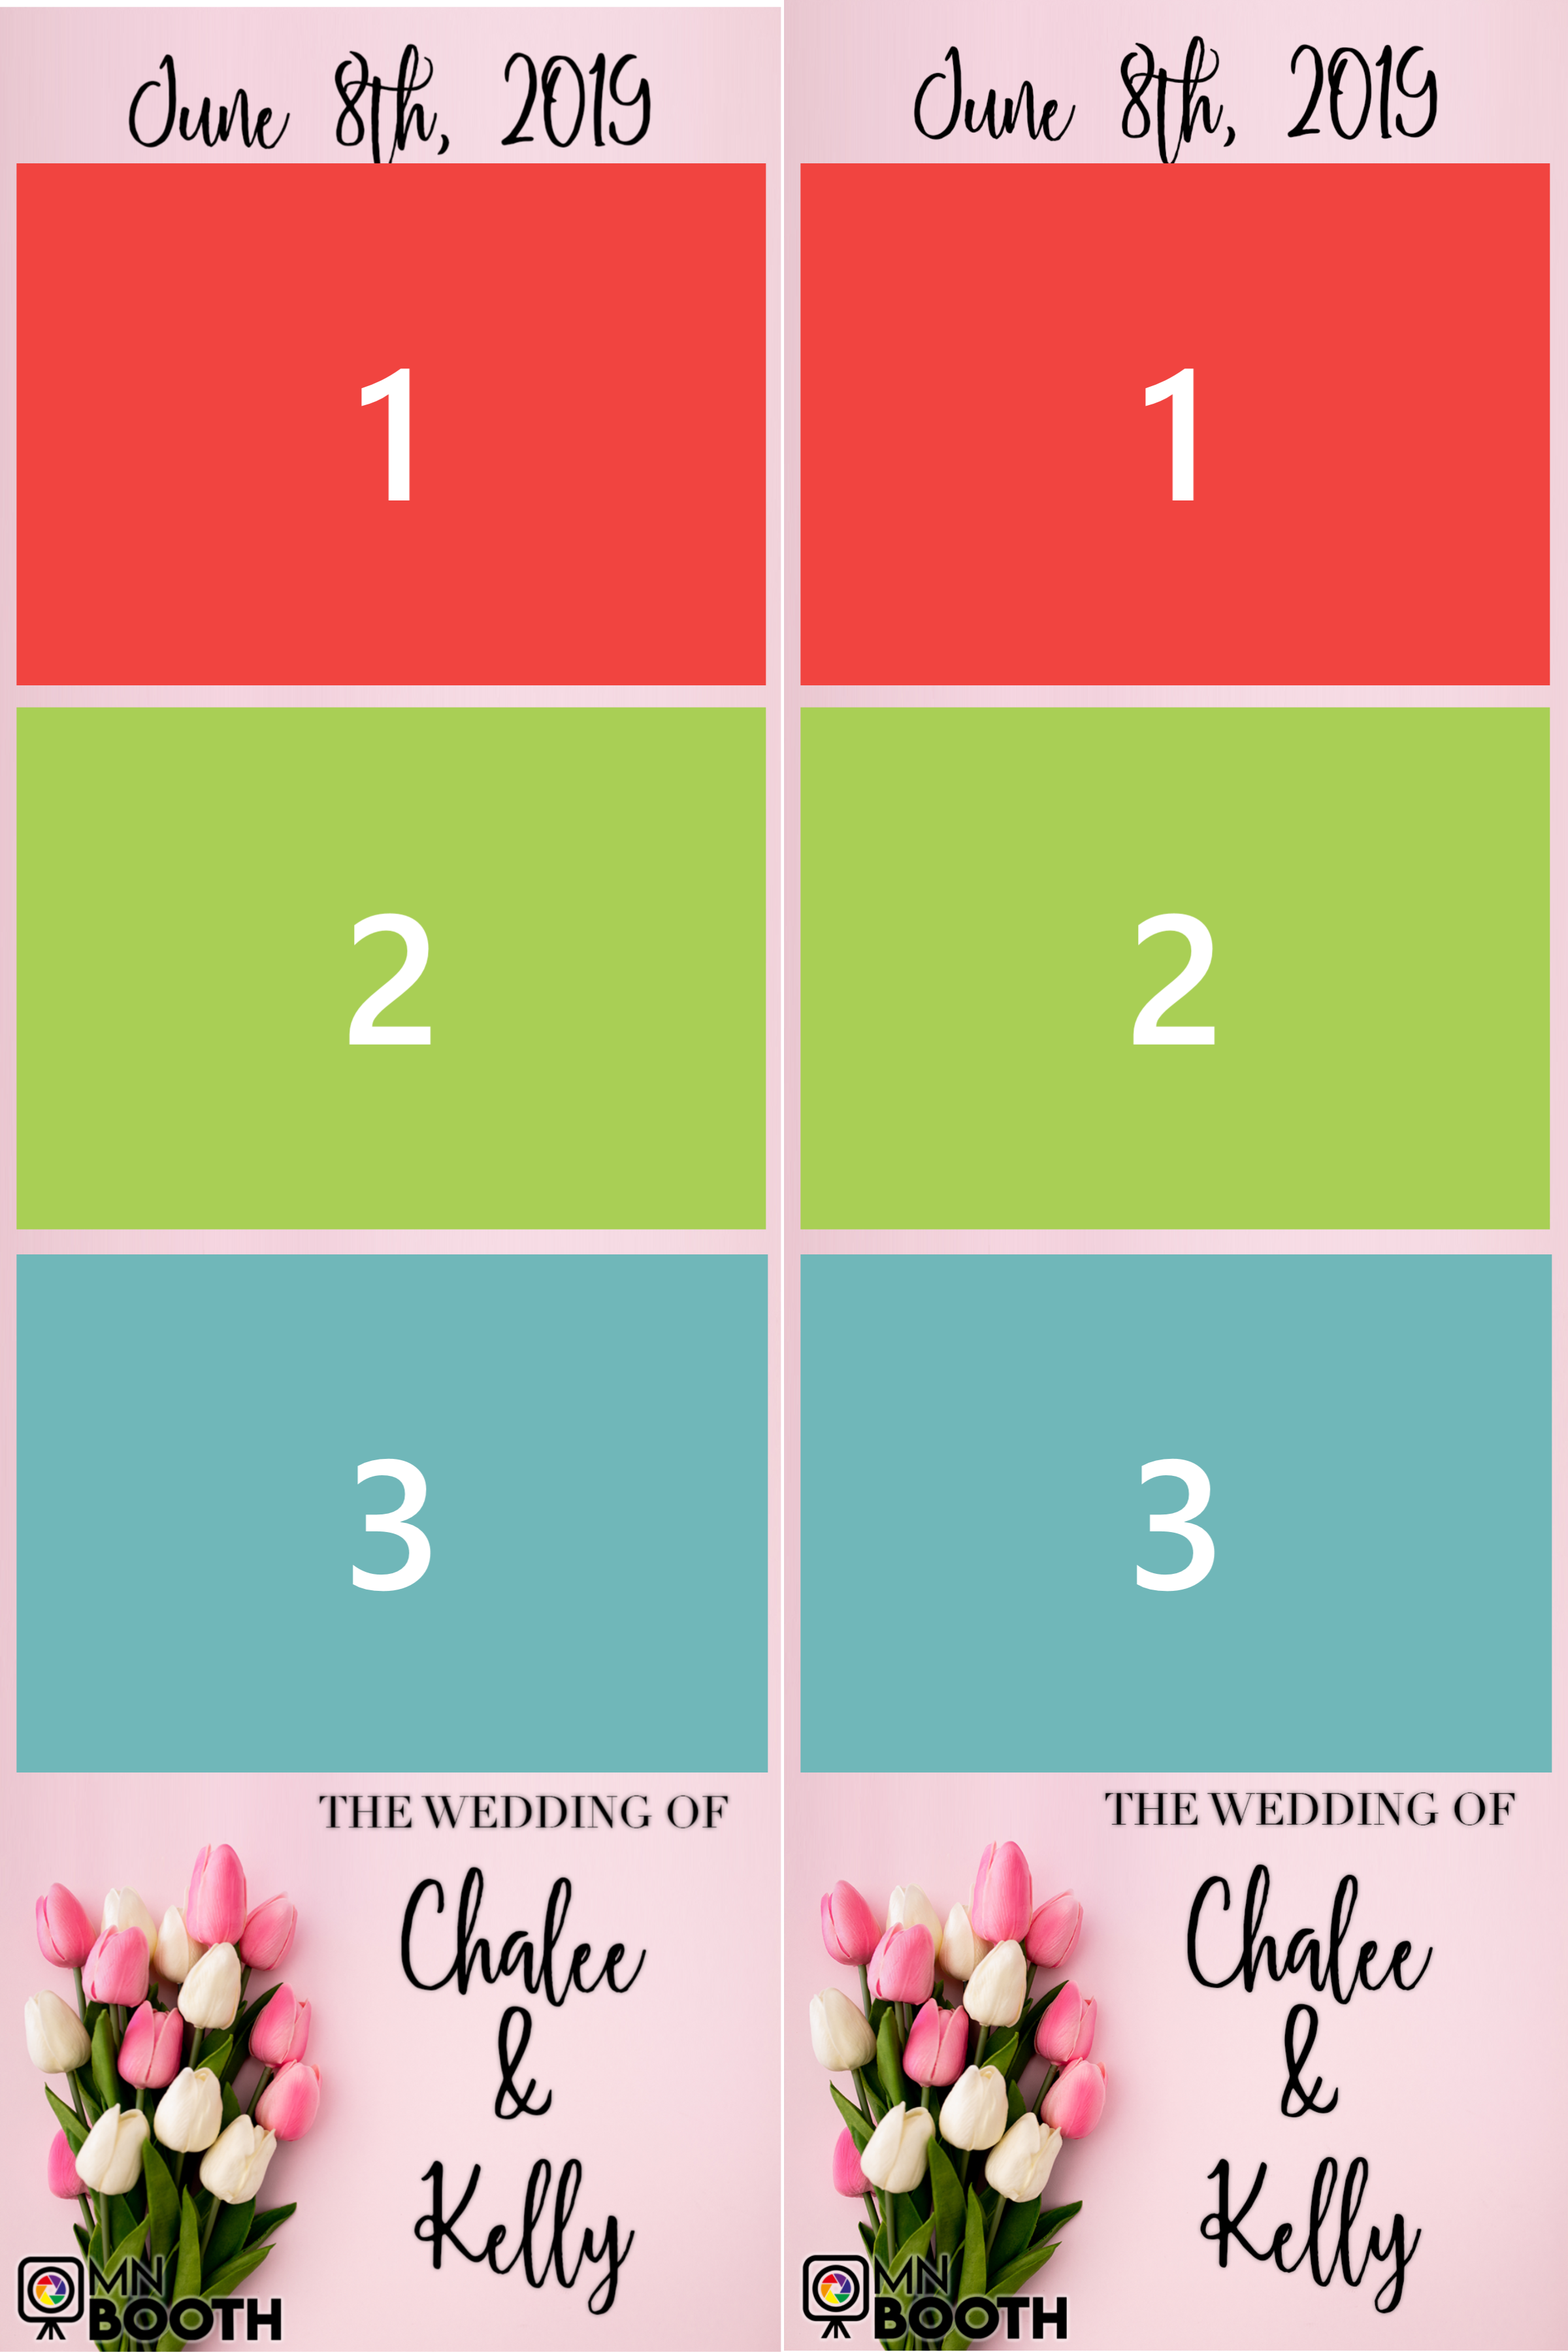 June 8th, 2019
1
2
3
THE WEDDING OF
Chalee
&
Kelly
MN
BOOTH
June 8th, 2019
1
2
3
THE WEDDING OF
Chalee
&
Kelly
MN
BOOTH